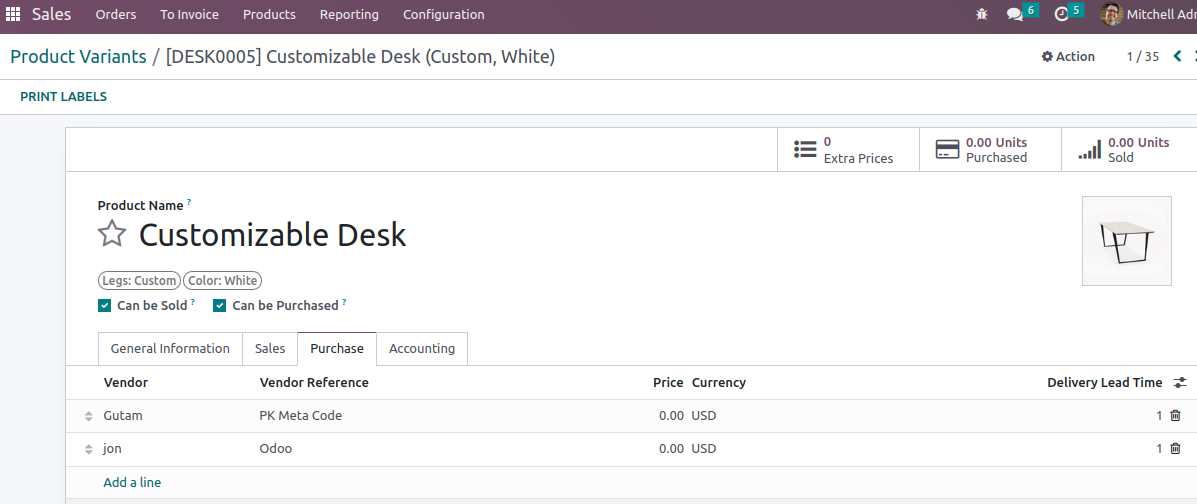 Sales Orders To Invoice Products Reporting Configuration 6 5 Mitchell Adm
Product Variants / [DESK0005] Customizable Desk (Custom, White) Action 1 / 35
PRINT LABELS
0 Extra Prices
0.00 Units Purchased
0.00 Units Sold
Product Name ?
Customizable Desk
Legs: Custom Color: White
Can be Sold ? Can be Purchased ?
General Information Sales Purchase Accounting
Vendor Vendor Reference Price Currency Delivery Lead Time
Gutam PK Meta Code 0.00 USD 1
jon Odoo 0.00 USD 1
Add a line